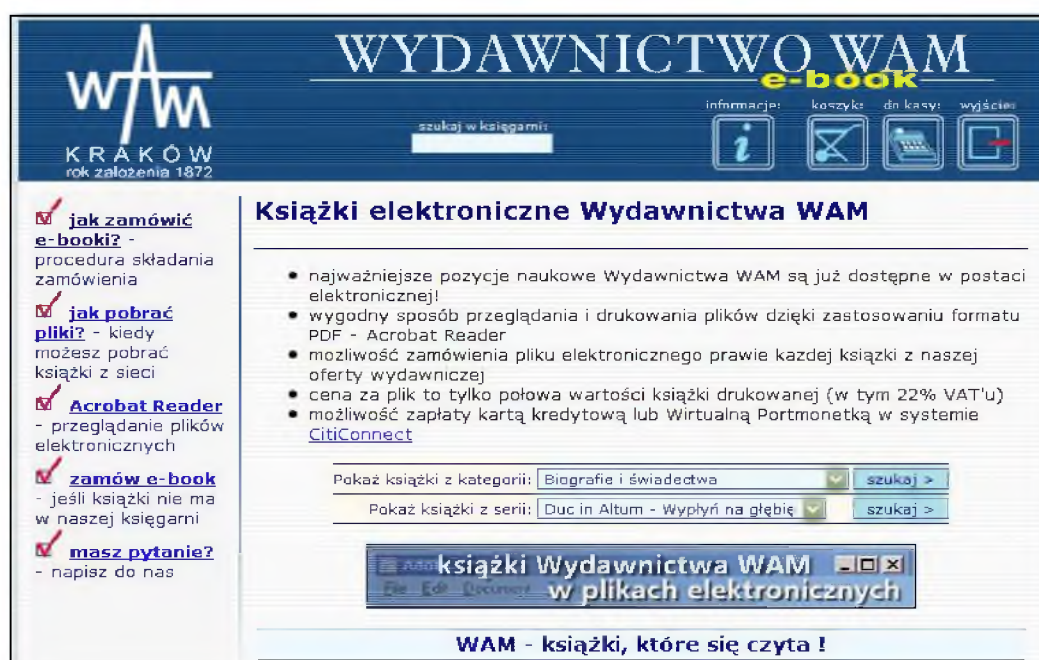 WAM
KRAKÓW
rok założenia 1872
WYDAWNICTWO WAM
e-book
szukaj w księgarni:
informacje:
koszyk:
do kasy:
wyjście:
jak zamówić
e-booki? -
procedura składania
zamówienia
jak pobrać
pliki? - kiedy
możesz pobrać
książki z sieci
Acrobat Reader
- przeglądanie plików
elektronicznych
zamów e-book
- jeśli książki nie ma
w naszej księgarni
masz pytanie?
- napisz do nas
Książki elektroniczne Wydawnictwa WAM
• najważniejsze pozycje naukowe Wydawnictwa WAM są już dostępne w postaci
elektronicznej!
• wygodny sposób przeglądania i drukowania plików dzięki zastosowaniu formatu
PDF - Acrobat Reader
• mozliwość zamówienia pliku elektronicznego prawie kazdej ksiązki z naszej
oferty wydawniczej
• cena za plik to tylko połowa wartości książki drukowanej (w tym 22% VAT'u)
• możliwość zapłaty kartą kredytową lub Wirtualną Portmonetką w systemie
CitiConnect
Pokaż książki z kategorii: Biografie i świadectwa szukaj >
Pokaż książki z serii: Duc in Altum - Wypłyń na głębię szukaj >
książki Wydawnictwa WAM
File Edit Document w plikach elektronicznych
WAM - książki, które się czyta !